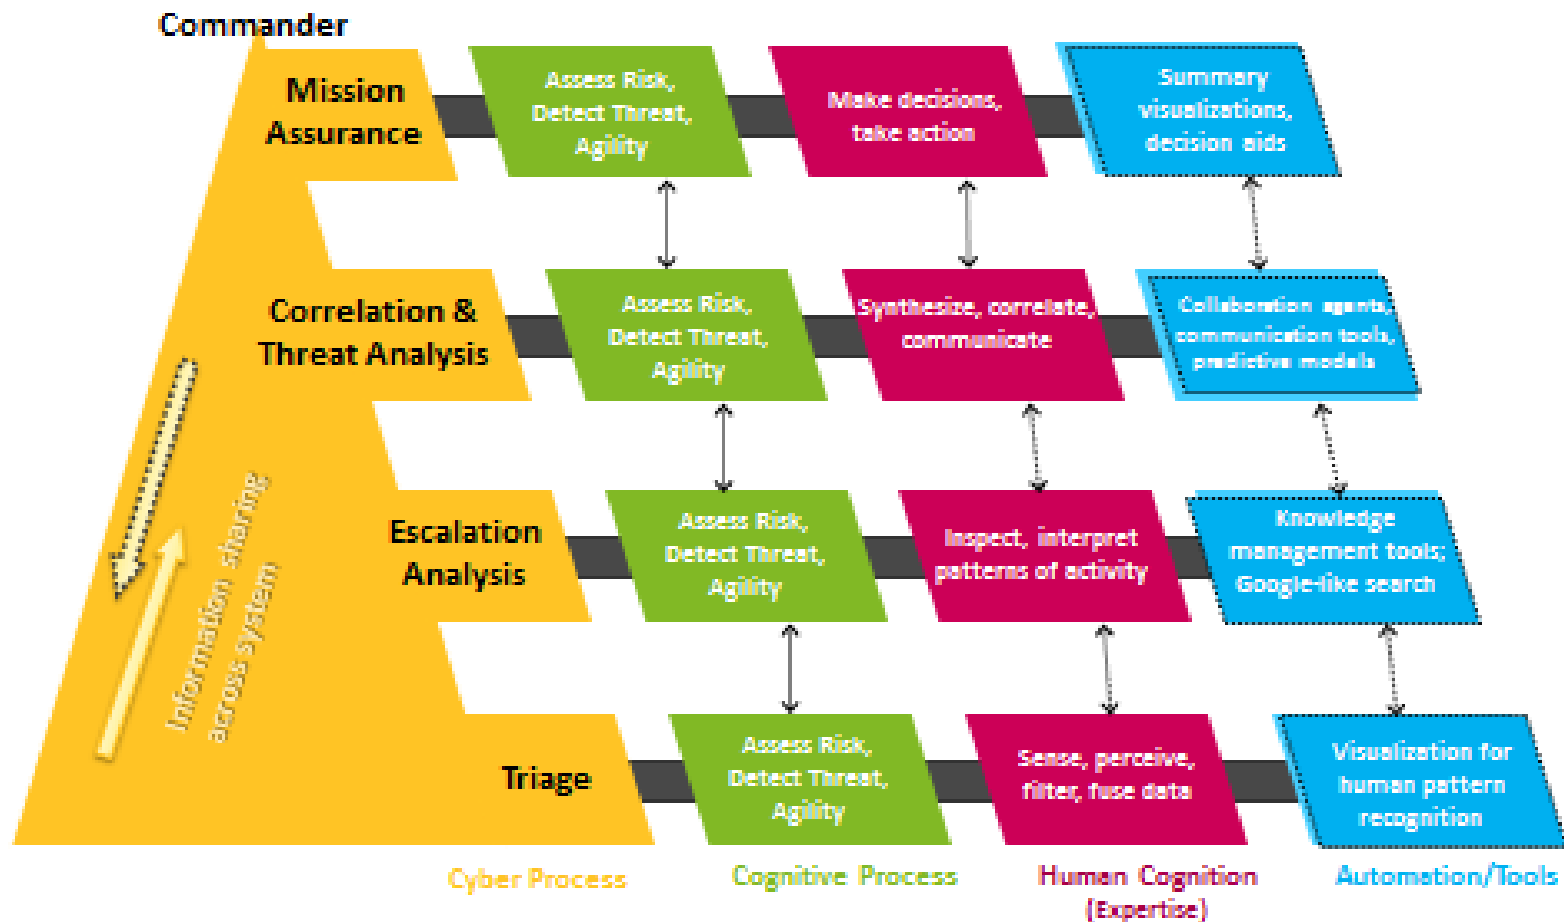 Commander
Mission
Assurance
Assess Risk,
Detect Threat,
Agility
Make decisions,
take action
Summary
visualizations,
decision aids
Correlation &
Threat Analysis
Assess Risk,
Detect Threat,
Agility
Synthesize, correlate,
communicate
Collaboration agents,
communication tools,
predictive models
Escalation
Analysis
Assess Risk,
Detect Threat,
Agility
Inspect, interpret
patterns of activity
Knowledge
management tools;
Google-like search
Information sharing
across system
Triage
Assess Risk,
Detect Threat,
Agility
Sense, perceive,
filter, fuse data
Visualization for
human pattern
recognition
Cyber Process
Cognitive Process
Human Cognition
(Expertise)
Automation/Tools